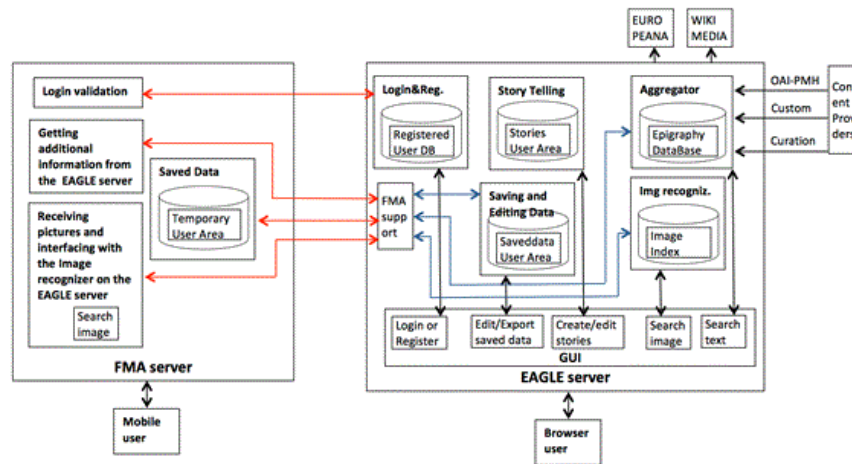 EURO
PEANA
WIKI
MEDIA
Login validation
Getting
additional
information from
the EAGLE server
Receiving
pictures and
interfacing with
the Image
recognizer on the
EAGLE server
Search
image
Saved Data
Temporary
User Area
FMA server
Mobile
user
Login&Reg.
Registered
User DB
Story Telling
Stories
User Area
Aggregator
Epigraphy
DataBase
OAI-PMH
Custom
Curation
Con
ent
Prov
ders
FMA
supp
ort
Saving and
Editing Data
Saveddata
User Area
Img recogniz.
Image
Index
Login or
Register
Edit/Export
saved data
Create/edit
stories
Search
image
Search
text
GUI
EAGLE server
Browser
user